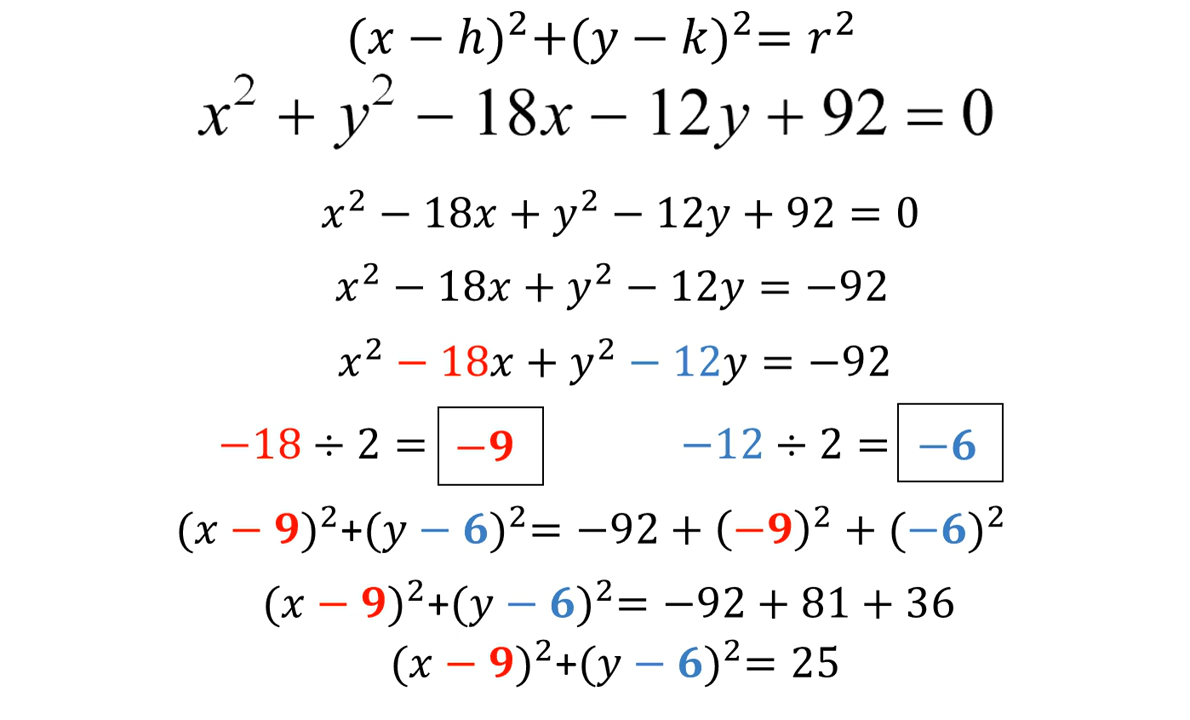 (x − h)²+(y − k)²= r²
x² + y² − 18x − 12y + 92 = 0
x² − 18x + y² − 12y + 92 = 0
x² − 18x + y² − 12y = −92
x² − 18x + y² − 12y = −92
−18 ÷ 2 = −9 −12 ÷ 2 = −6
(x − 9)²+(y − 6)²= −92 + (−9)² + (−6)²
(x − 9)²+(y − 6)²= −92 + 81 + 36
(x − 9)²+(y − 6)²= 25